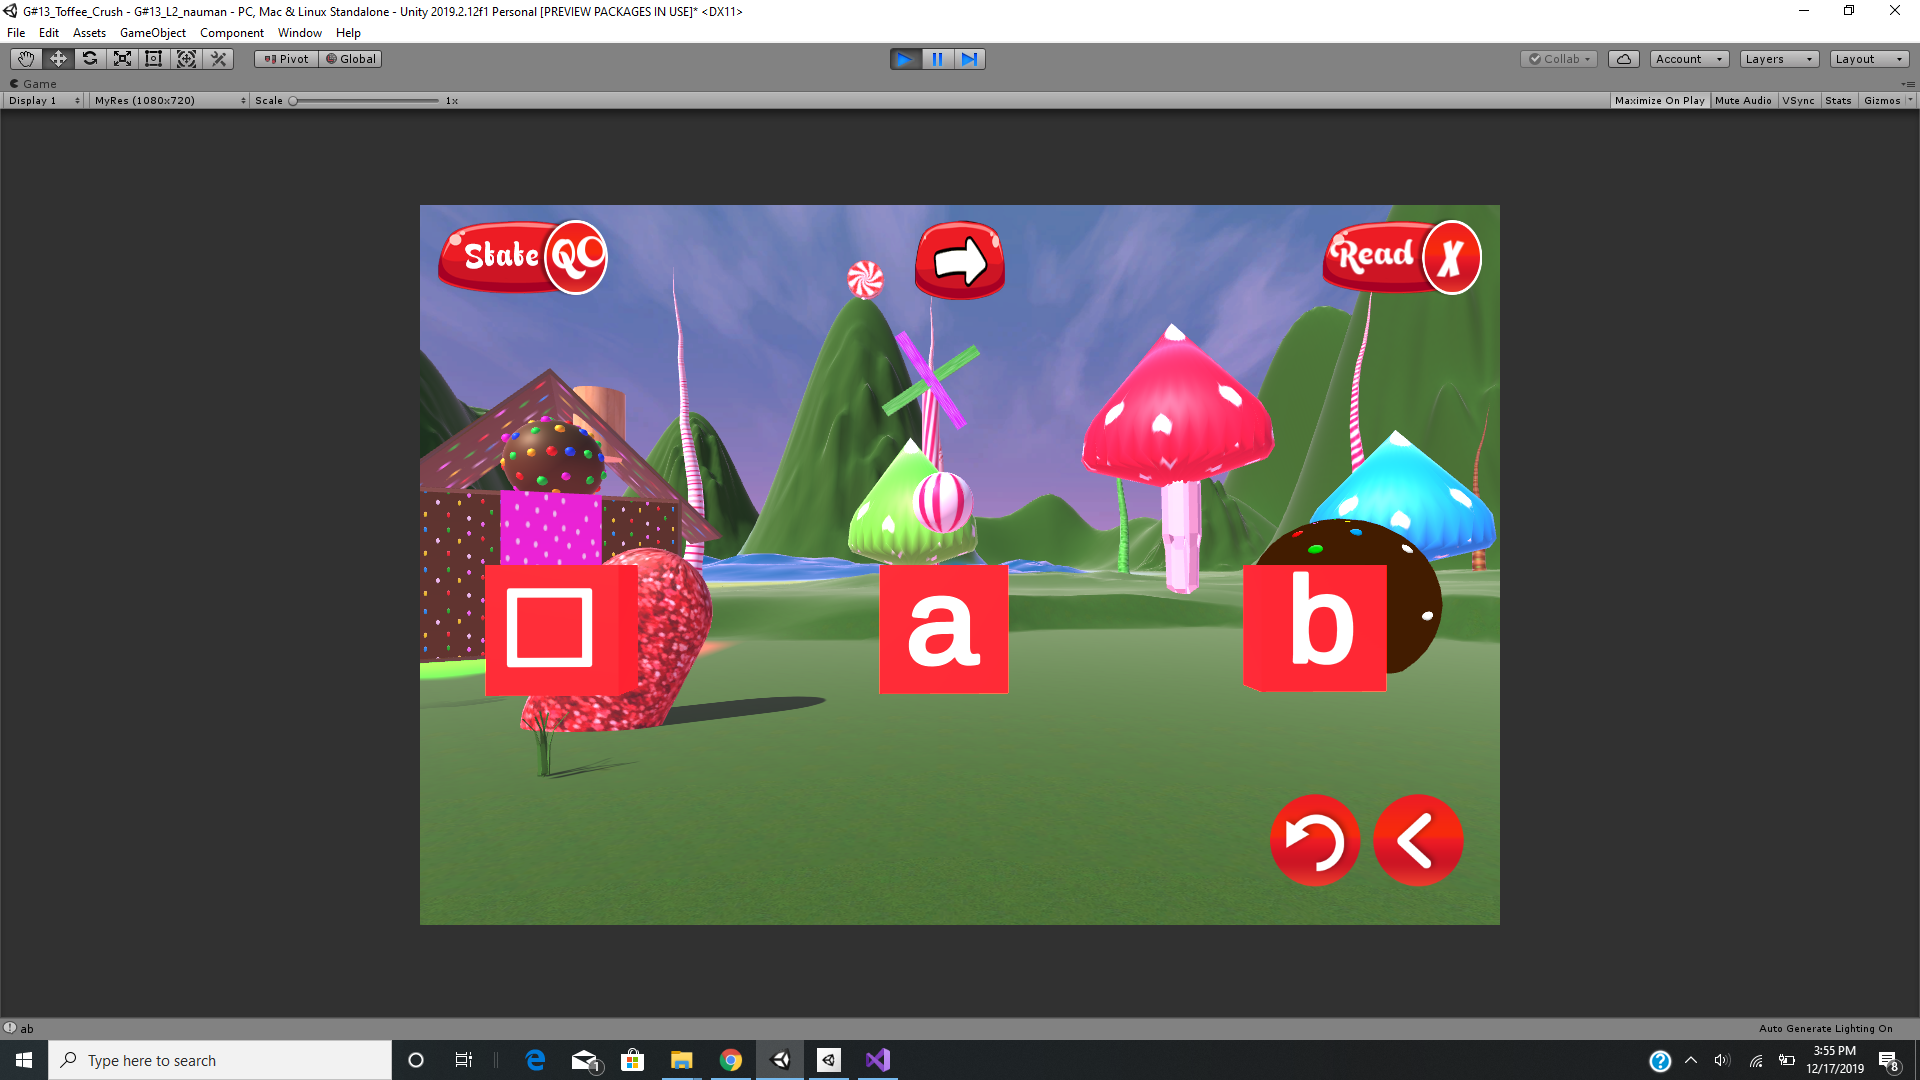 G#13_Toffee_Crush - G#13_L2_nauman - PC, Mac & Linux Standalone - Unity 2019.2.12f1 Personal [PREVIEW PACKAGES IN USE]* <DX11>
File Edit Assets GameObject Component Window Help
Pivot Global Collab Account Layers Layout
Game
Display 1 MyRes (1080x720) Scale 1x Maximize On Play Mute Audio VSync Stats Gizmos
State QO Read X
a b
ab Auto Generate Lighting On
Type here to search
1
3:55 PM
12/17/2019
8